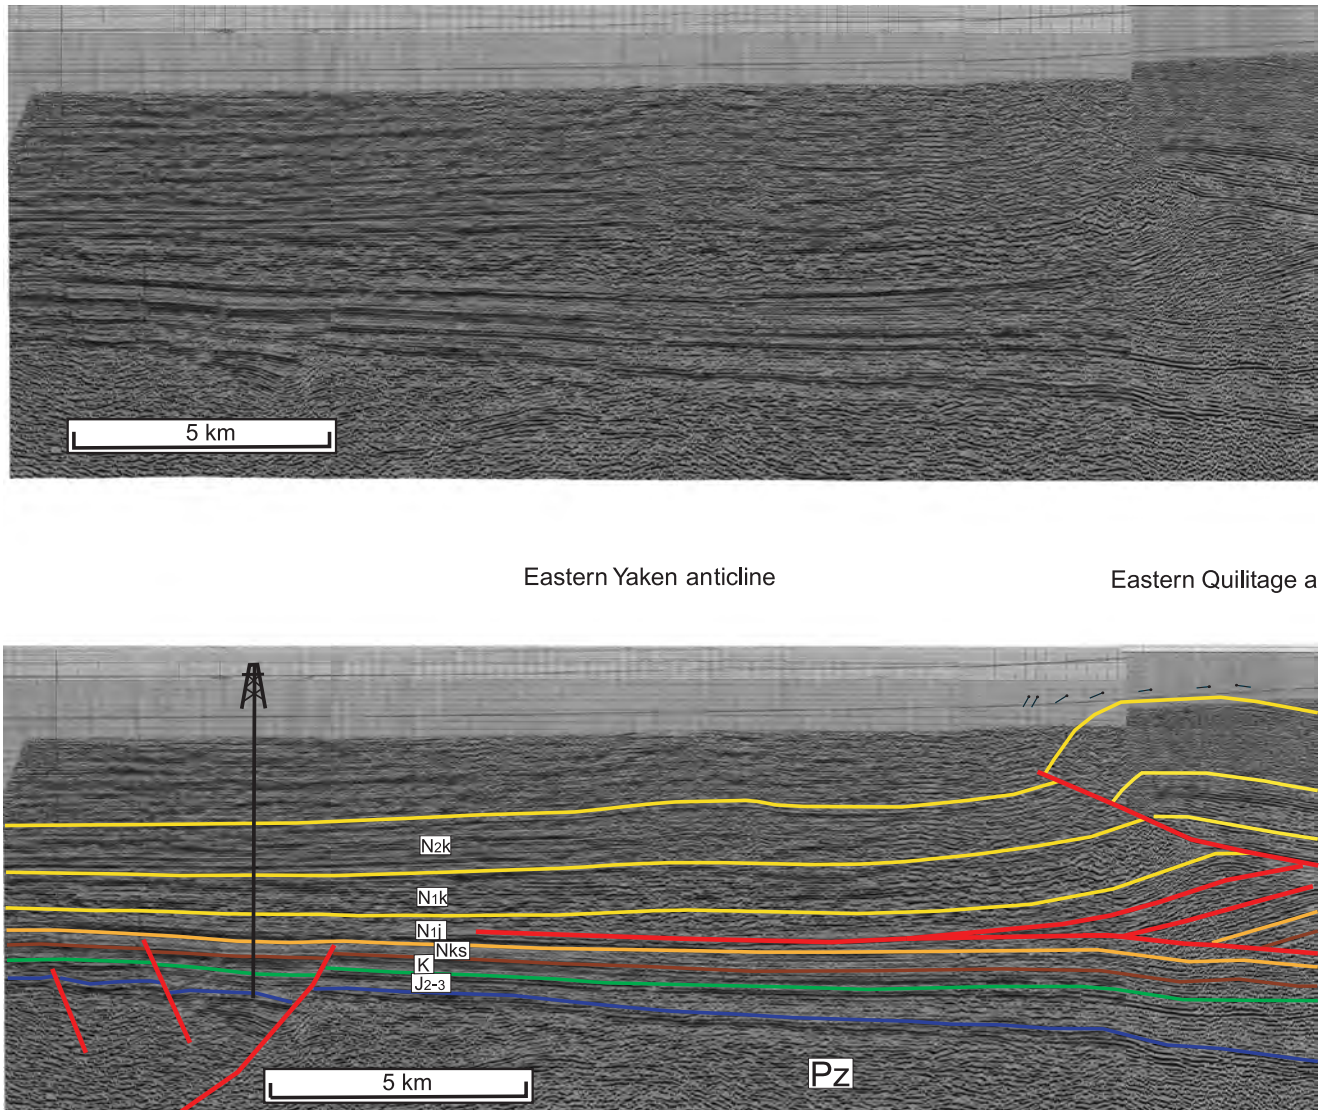 5 km
Eastern Yaken anticline
Eastern Quilitage a
N2k
N1k
N1j
Nks
K
J2-3
Pz
5 km